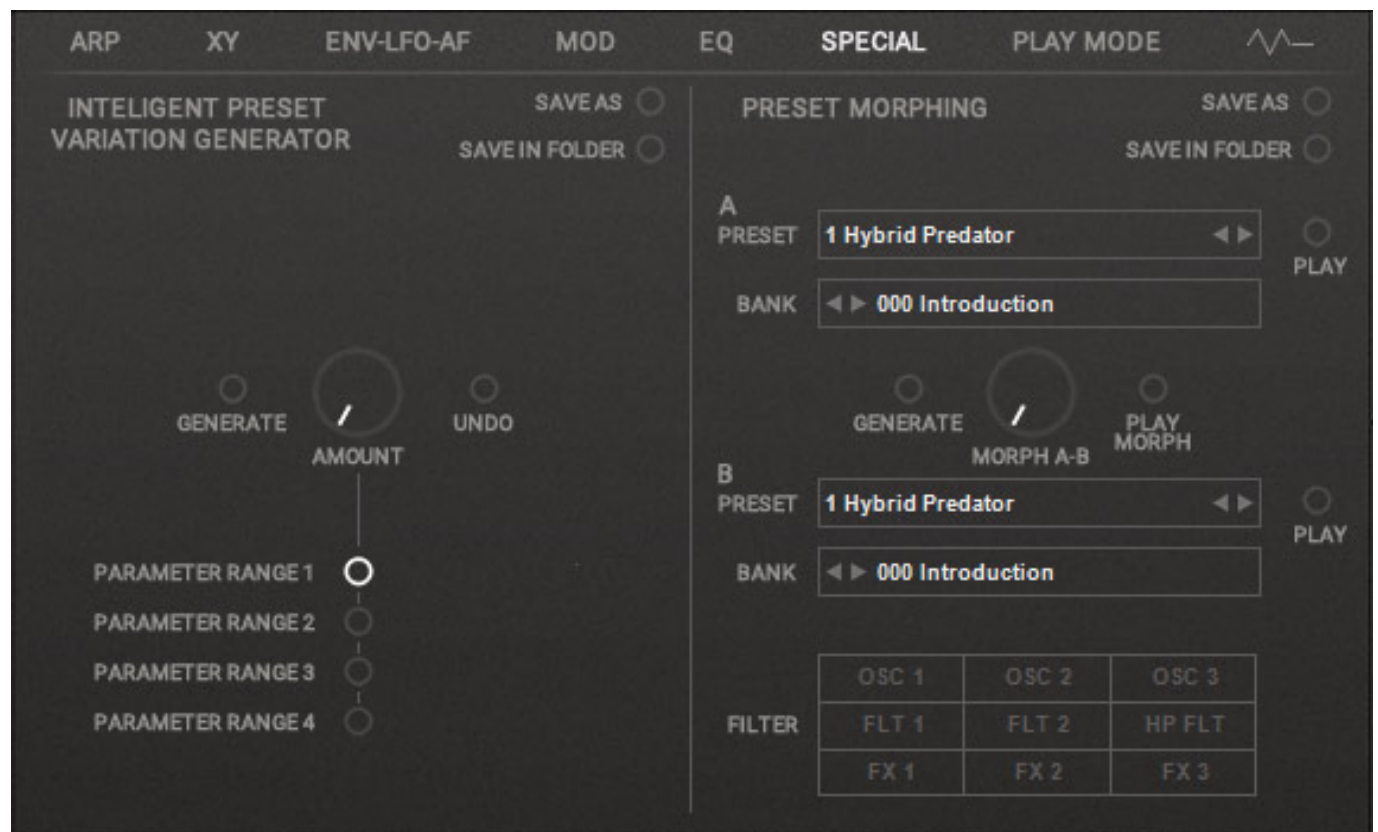 ARP XY ENV-LFO-AF MOD EQ SPECIAL PLAY MODE
INTELIGENT PRESET
VARIATION GENERATOR
SAVE AS
SAVE IN FOLDER
GENERATE
AMOUNT
UNDO
PARAMETER RANGE 1
PARAMETER RANGE 2
PARAMETER RANGE 3
PARAMETER RANGE 4
PRESET MORPHING
SAVE AS
SAVE IN FOLDER
A
PRESET 1 Hybrid Predator
PLAY
BANK 000 Introduction
GENERATE
MORPH A-B
PLAY
MORPH
B
PRESET 1 Hybrid Predator
PLAY
BANK 000 Introduction
FILTER
OSC 1 OSC 2 OSC 3
FLT 1 FLT 2 HP FLT
FX 1 FX 2 FX 3